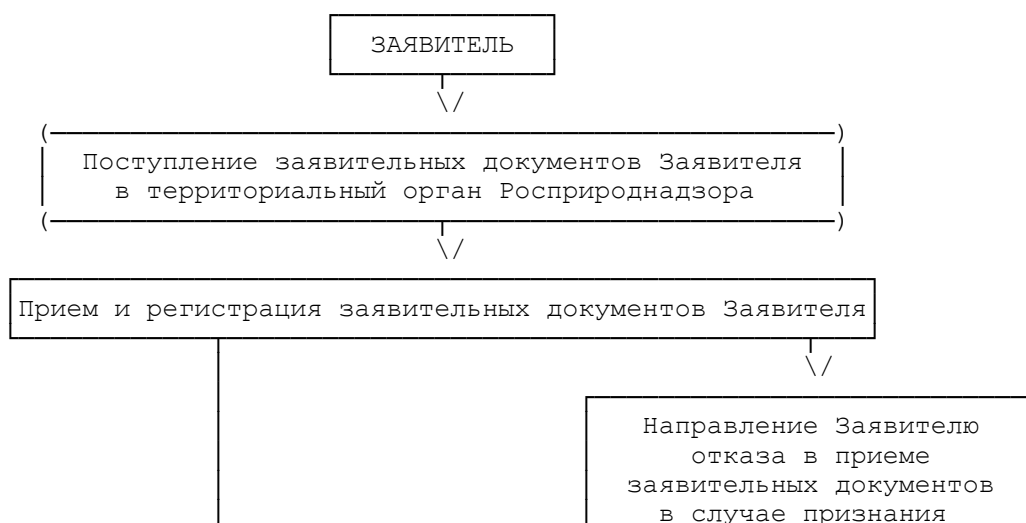 ЗАЯВИТЕЛЬ
Поступление заявительных документов Заявителя
в территориальный орган Росприроднадзора
Прием и регистрация заявительных документов Заявителя
Направление Заявителю
отказа в приеме
заявительных документов
в случае признания